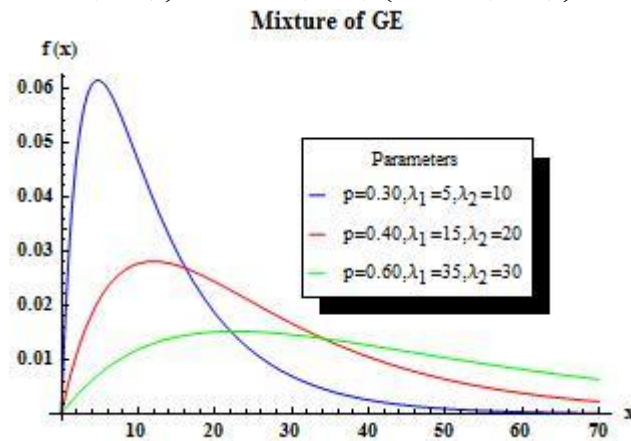 Mixture of GE
f(x)
0.06
0.05
0.04
0.03
0.02
0.01
Parameters
p=0.30,λ1=5,λ2=10
p=0.40,λ1=15,λ2=20
p=0.60,λ1=35,λ2=30
10 20 30 40 50 60 70 x